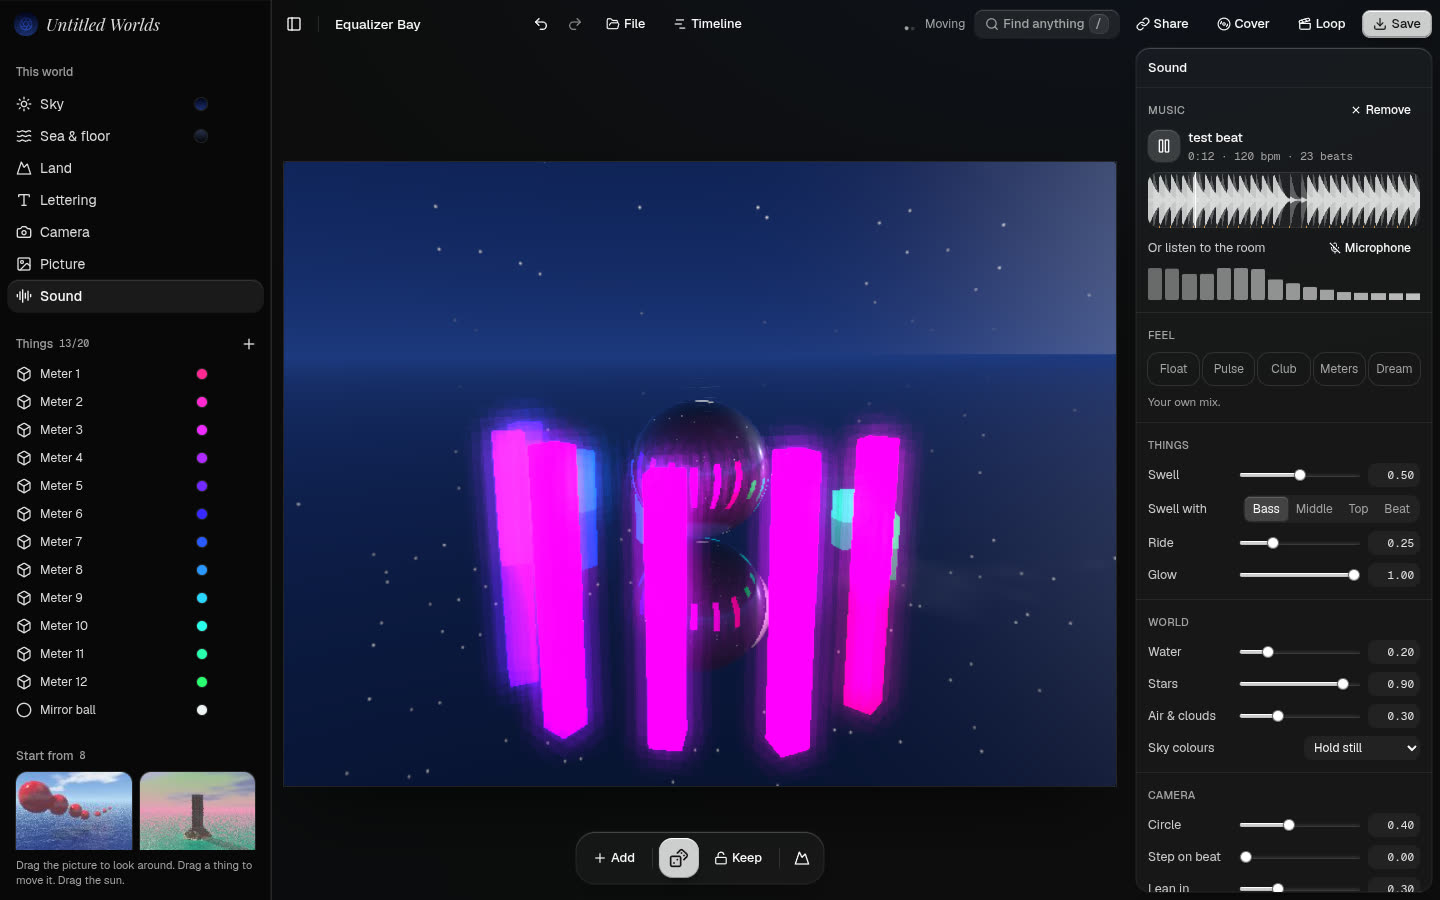 Untitled Worlds
Equalizer Bay
File
Timeline
Moving
Find anything /
Share
Cover
Loop
Save
This world
Sky
Sea & floor
Land
Lettering
Camera
Picture
Sound
Things 13/20
Meter 1
Meter 2
Meter 3
Meter 4
Meter 5
Meter 6
Meter 7
Meter 8
Meter 9
Meter 10
Meter 11
Meter 12
Mirror ball
Start from 8
Drag the picture to look around. Drag a thing to
move it. Drag the sun.
Add
Keep
Sound
MUSIC
Remove
test beat
0:12 · 120 bpm · 23 beats
Or listen to the room
Microphone
FEEL
Float
Pulse
Club
Meters
Dream
Your own mix.
THINGS
Swell 0.50
Swell with Bass Middle Top Beat
Ride 0.25
Glow 1.00
WORLD
Water 0.20
Stars 0.90
Air & clouds 0.30
Sky colours Hold still
CAMERA
Circle 0.40
Step on beat 0.00
Lean in 0.30